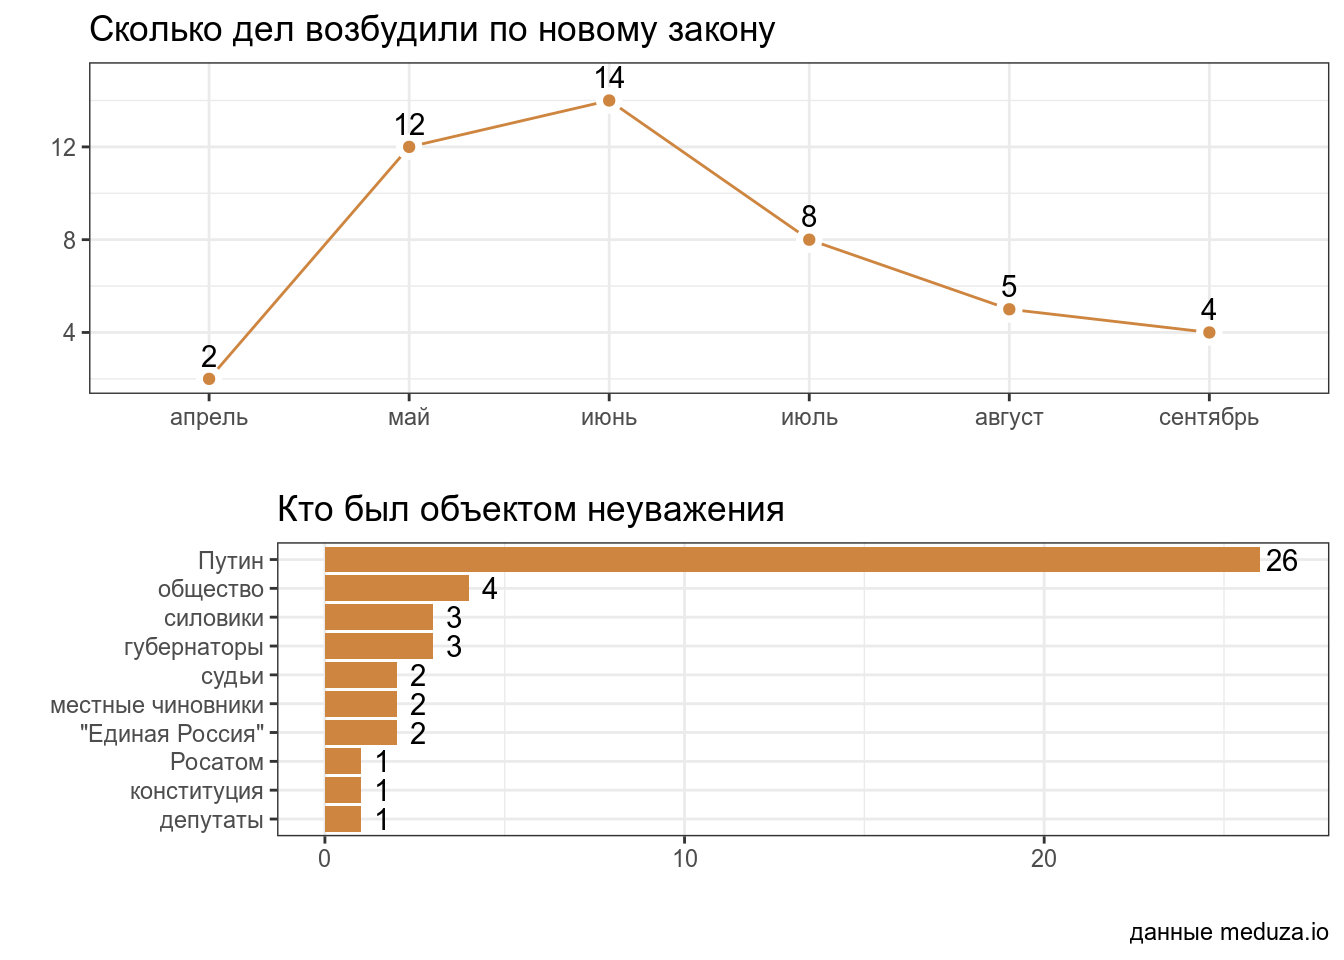 Сколько дел возбудили по новому закону
14
12
12
8
8
5
4
4
2
апрель май июнь июль август сентябрь
Кто был объектом неуважения
Путин 26
общество 4
силовики 3
губернаторы 3
судьи 2
местные чиновники 2
"Единая Россия" 2
Росатом 1
конституция 1
депутаты 1
0 10 20
данные meduza.io